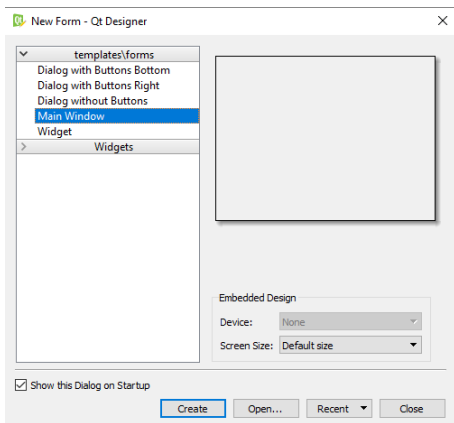 New Form - Qt Designer
templates\forms
Dialog with Buttons Bottom
Dialog with Buttons Right
Dialog without Buttons
Main Window
Widget
Widgets
Embedded Design
Device: None
Screen Size: Default size
Show this Dialog on Startup
Create Open... Recent Close